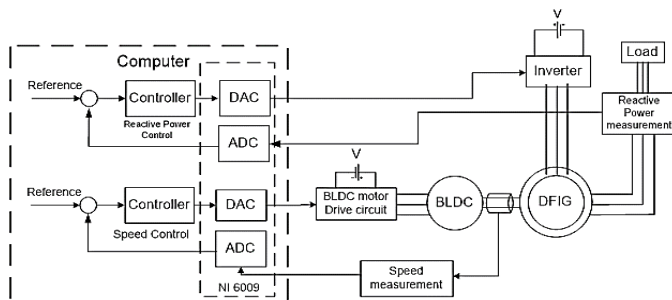 V
Load
Computer
Inverter
Reference
Controller
DAC
Reactive Power
Control
Reactive
Power
measurement
ADC
V
Reference
Controller
DAC
BLDC motor
Drive circuit
BLDC
DFIG
Speed Control
ADC
Speed
measurement
NI 6009